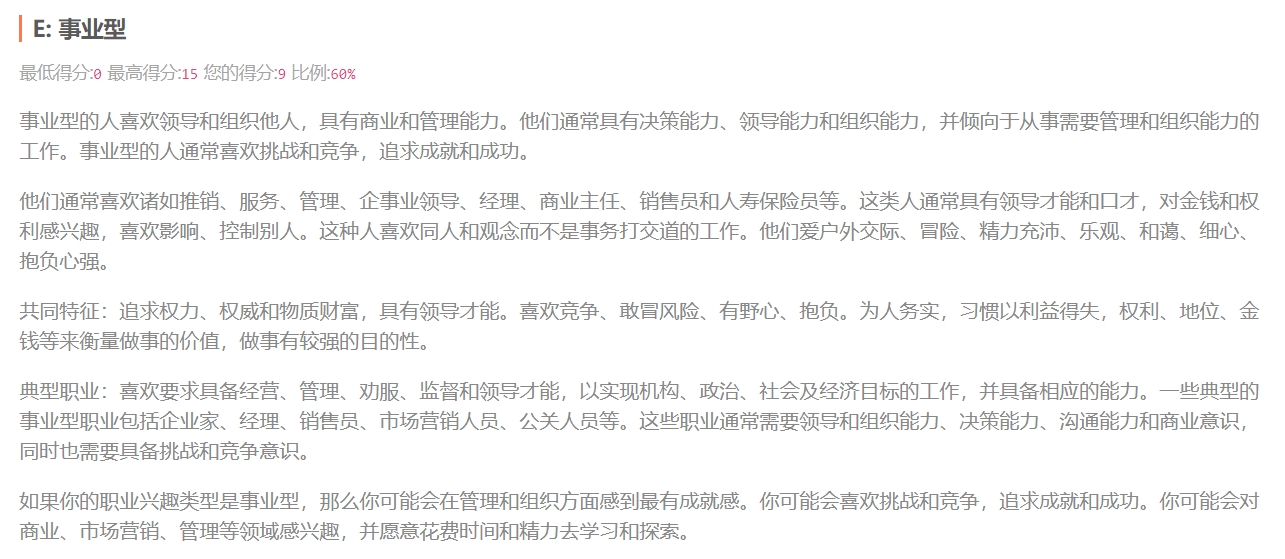 E: 事业型
最低得分:0 最高得分:15 您的得分:9 比例:60%
事业型的人喜欢领导和组织他人，具有商业和管理能力。他们通常具有决策能力、领导能力和组织能力，并倾向于从事需要管理和组织能力的
工作。事业型的人通常喜欢挑战和竞争，追求成就和成功。
他们通常喜欢诸如推销、服务、管理、企事业领导、经理、商业主任、销售员和人寿保险员等。这类人通常具有领导才能和口才，对金钱和权
利感兴趣，喜欢影响、控制别人。这种人喜欢同人和观念而不是事务打交道的工作。他们爱户外交际、冒险、精力充沛、乐观、和蔼、细心、
抱负心强。
共同特征：追求权力、权威和物质财富，具有领导才能。喜欢竞争、敢冒风险、有野心、抱负。为人务实，习惯以利益得失，权利、地位、金
钱等来衡量做事的价值，做事有较强的目的性。
典型职业：喜欢要求具备经营、管理、劝服、监督和领导才能，以实现机构、政治、社会及经济目标的工作，并具备相应的能力。一些典型的
事业型职业包括企业家、经理、销售员、市场营销人员、公关人员等。这些职业通常需要领导和组织能力、决策能力、沟通能力和商业意识，
同时也需要具备挑战和竞争意识。
如果你的职业兴趣类型是事业型，那么你可能会在管理和组织方面感到最有成就感。你可能会喜欢挑战和竞争，追求成就和成功。你可能会对
商业、市场营销、管理等领域感兴趣，并愿意花费时间和精力去学习和探索。